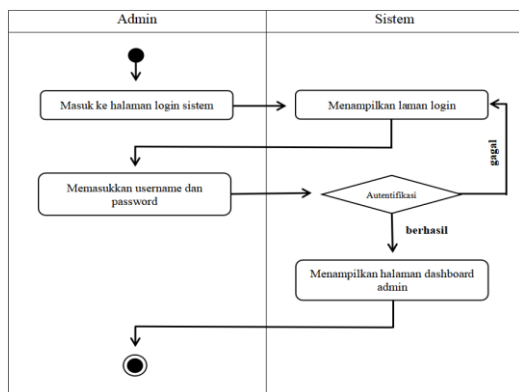 Admin
Sistem
Masuk ke halaman login sistem
Menampilkan laman login
gagal
Memasukkan username dan
password
Autentifikasi
berhasil
Menampilkan halaman dashboard
admin